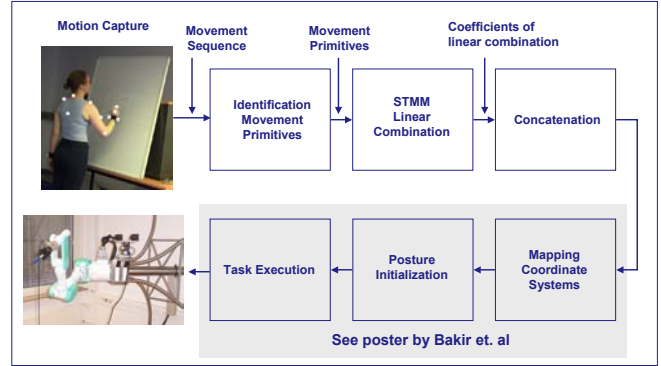 Motion Capture
Movement
Sequence
Movement
Primitives
Coefficients of
linear combination
Identification
Movement
Primitives
STMM
Linear
Combination
Concatenation
Task Execution
Posture
Initialization
Mapping
Coordinate
Systems
See poster by Bakir et. al